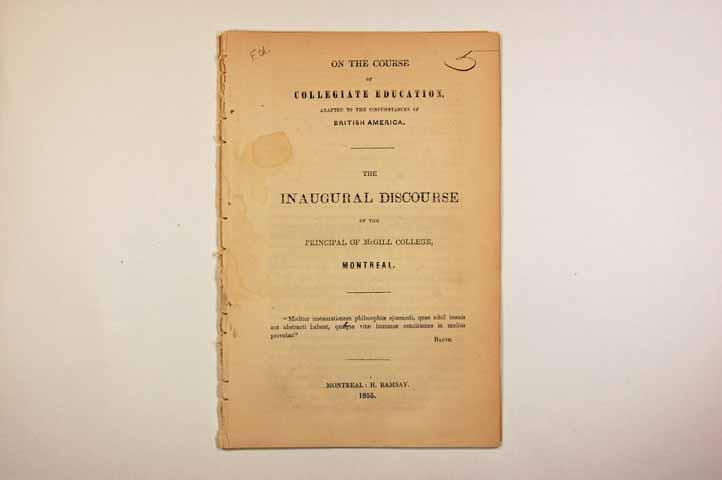 5
ON THE COURSE
OF
COLLEGIATE EDUCATION,
ADAPTED TO THE CIRCUMSTANCES OF
BRITISH AMERICA.
THE
INAUGURAL DISCOURSE
OF THE
PRINCIPAL OF McGILL COLLEGE,
MONTREAL.
"Molitor instaurationem philosophiæ ejusmodi, quæ nihil inanis
aut abstracti habeat, quæque vitæ humanæ conditiones in melius
provehat"
BACON.
MONTREAL: H. RAMSAY.
1855.